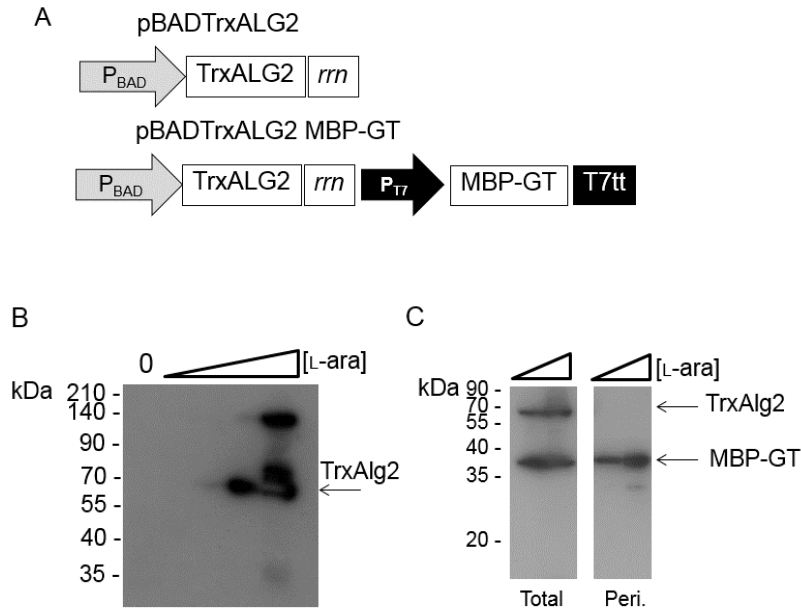 A
pBADTrxALG2
PBAD TrxALG2 rrn
pBADTrxALG2 MBP-GT
PBAD TrxALG2 rrn PT7 MBP-GT T7tt
B
0 [L-ara]
kDa
210 -
140 -
90 -
70 -
55 -
40 -
35 -
TrxAlg2
C
[L-ara]
kDa
90 -
70 -
55 -
40 -
35 -
20 -
TrxAlg2
MBP-GT
Total Peri.